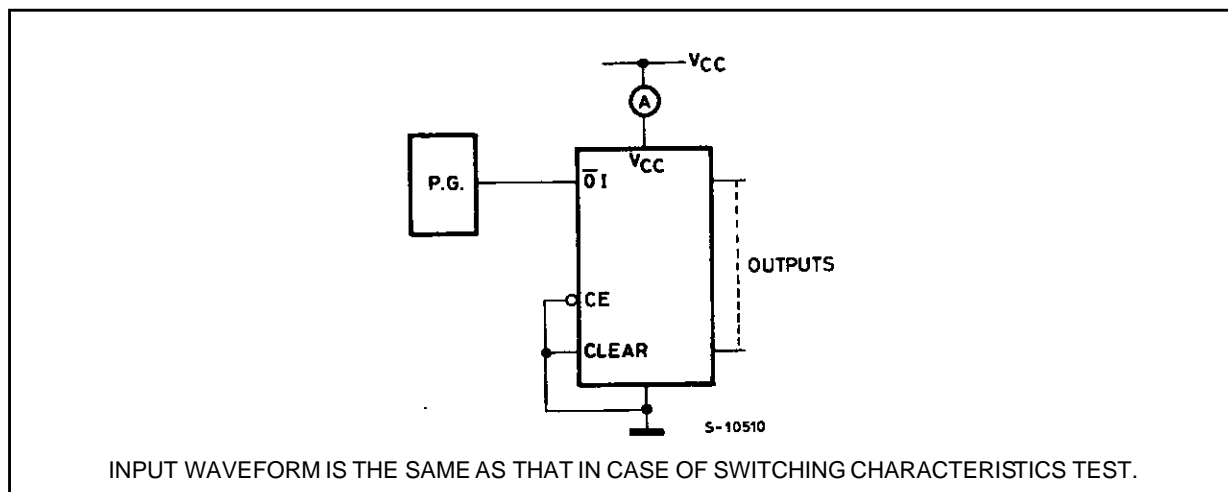 VCC
A
VCC
P.G.
O̅I
CE
OUTPUTS
CLEAR
S-10510
INPUT WAVEFORM IS THE SAME AS THAT IN CASE OF SWITCHING CHARACTERISTICS TEST.